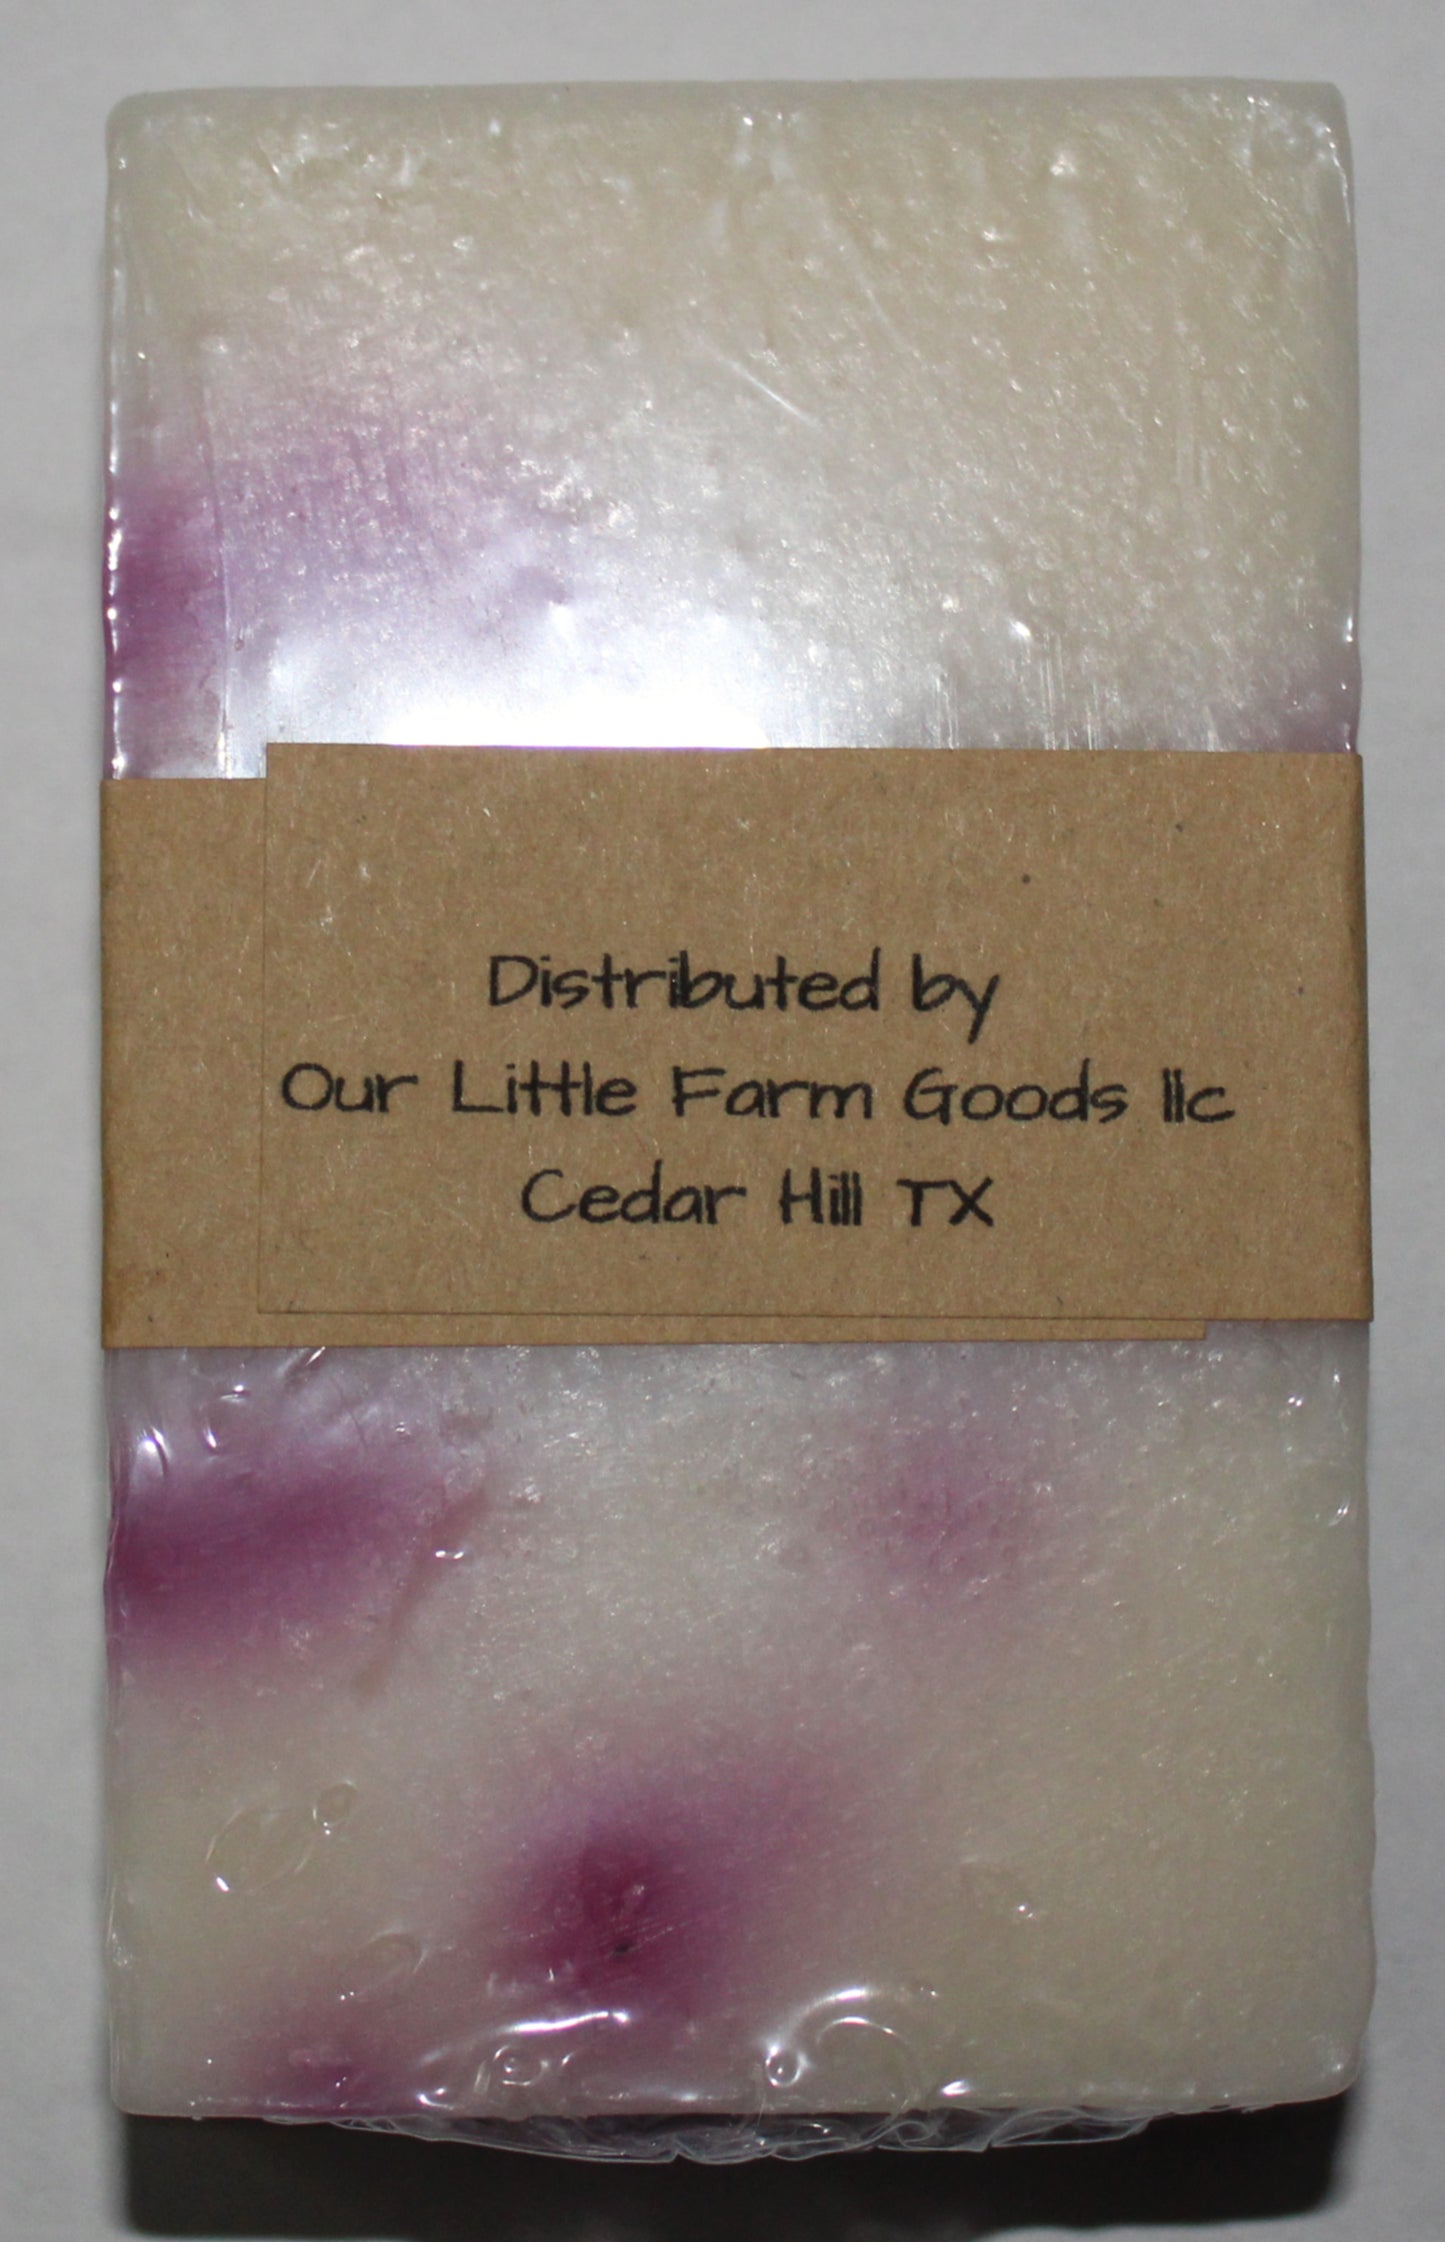 Distributed by
Our Little Farm Goods llc
Cedar Hill TX